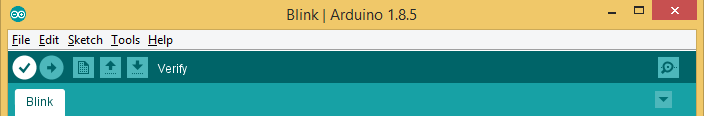 Blink | Arduino 1.8.5
File Edit Sketch Tools Help
Verify
Blink